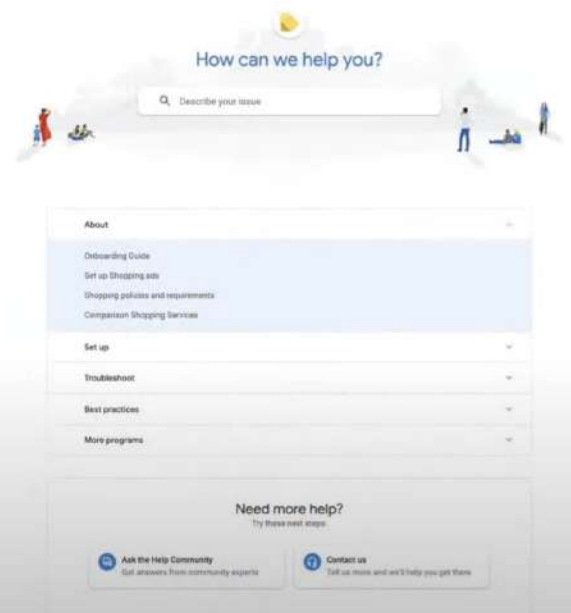 How can we help you?
Describe your issue
About
Onboarding Guide
Set up Shopping ads
Shopping policies and requirements
Comparison Shopping Services
Set up
Troubleshoot
Best practices
More programs
Need more help?
Try these next steps
Ask the Help Community
Get answers from community experts
Contact us
Tell us more and we'll help you get there